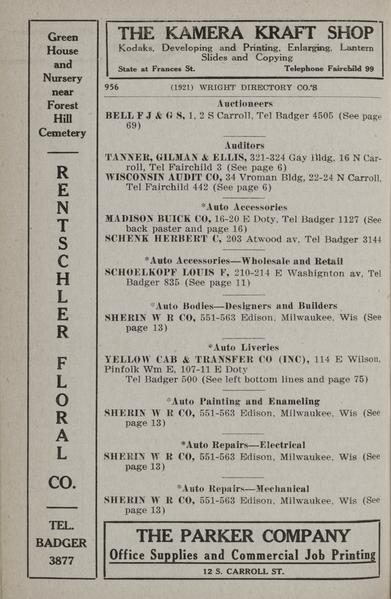 Green
House
and
Nursery
near
Forest
Hill
Cemetery
RENTSCHLER FLORAL CO.
TEL.
BADGER
3877
THE KAMERA KRAFT SHOP
Kodaks, Developing and Printing, Enlarging, Lantern
Slides and Copying
State at Frances St. Telephone Fairchild 99
956 (1921) WRIGHT DIRECTORY CO.'S
Auctioneers
BELL F J & G S, 1, 2 S Carroll, Tel Badger 4505 (See page
69)
Auditors
TANNER, GILMAN & ELLIS, 321-324 Gay Bldg, 16 N Car-
roll, Tel Fairchild 3 (See page 6)
WISCONSIN AUDIT CO, 34 Vroman Bldg, 22-24 N Carroll,
Tel Fairchild 442 (See page 6)
*Auto Accessories
MADISON BUICK CO, 16-20 E Doty, Tel Badger 1127 (See
back paster and page 16)
SCHENK HERBERT C, 203 Atwood av, Tel Badger 3144
*Auto Accessories—Wholesale and Retail
SCHOELKOPF LOUIS F, 210-214 E Washignton av, Tel
Badger 835 (See page 11)
*Auto Bodies—Designers and Builders
SHERIN W R CO, 551-563 Edison, Milwaukee, Wis (See
page 13)
*Auto Liveries
YELLOW CAB & TRANSFER CO (INC), 114 E Wilson,
Pinfolk Wm E, 107-11 E Doty
Tel Badger 500 (See left bottom lines and page 75)
*Auto Painting and Enameling
SHERIN W R CO, 551-563 Edison, Milwaukee, Wis (See
page 13)
*Auto Repairs—Electrical
SHERIN W R CO, 551-563 Edison, Milwaukee, Wis (See
page 13)
*Auto Repairs—Mechanical
SHERIN W R CO, 551-563 Edison, Milwaukee, Wis (See
page 13)
THE PARKER COMPANY
Office Supplies and Commercial Job Printing
12 S. CARROLL ST.